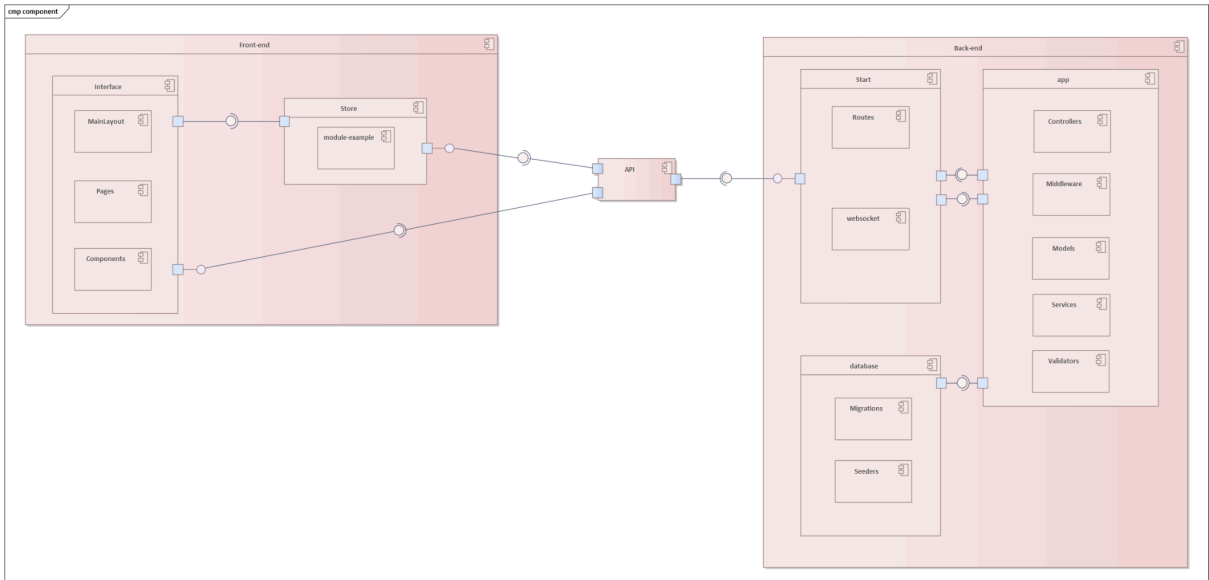 cmp component
Front-end
Interface
MainLayout
Pages
Components
Store
module-example
API
Back-end
Start
Routes
websocket
app
Controllers
Middleware
Models
Services
Validators
database
Migrations
Seeders